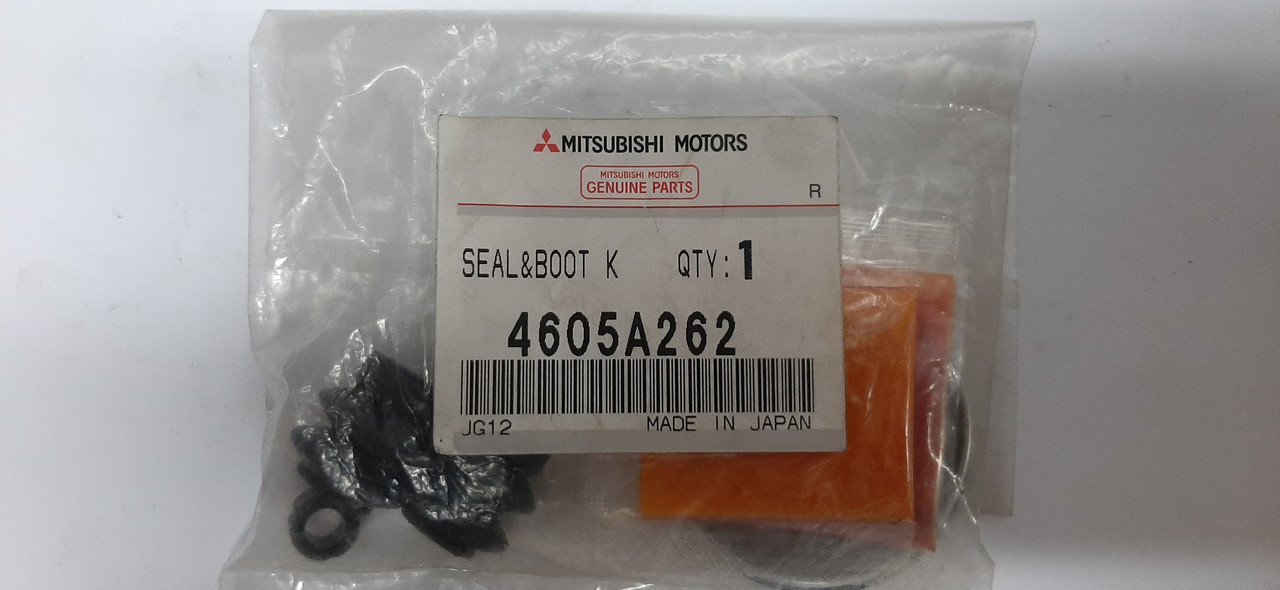 MITSUBISHI MOTORS
MITSUBISHI MOTORS
GENUINE PARTS
R
SEAL&BOOT K QTY:1
4605A262
JG12 MADE IN JAPAN